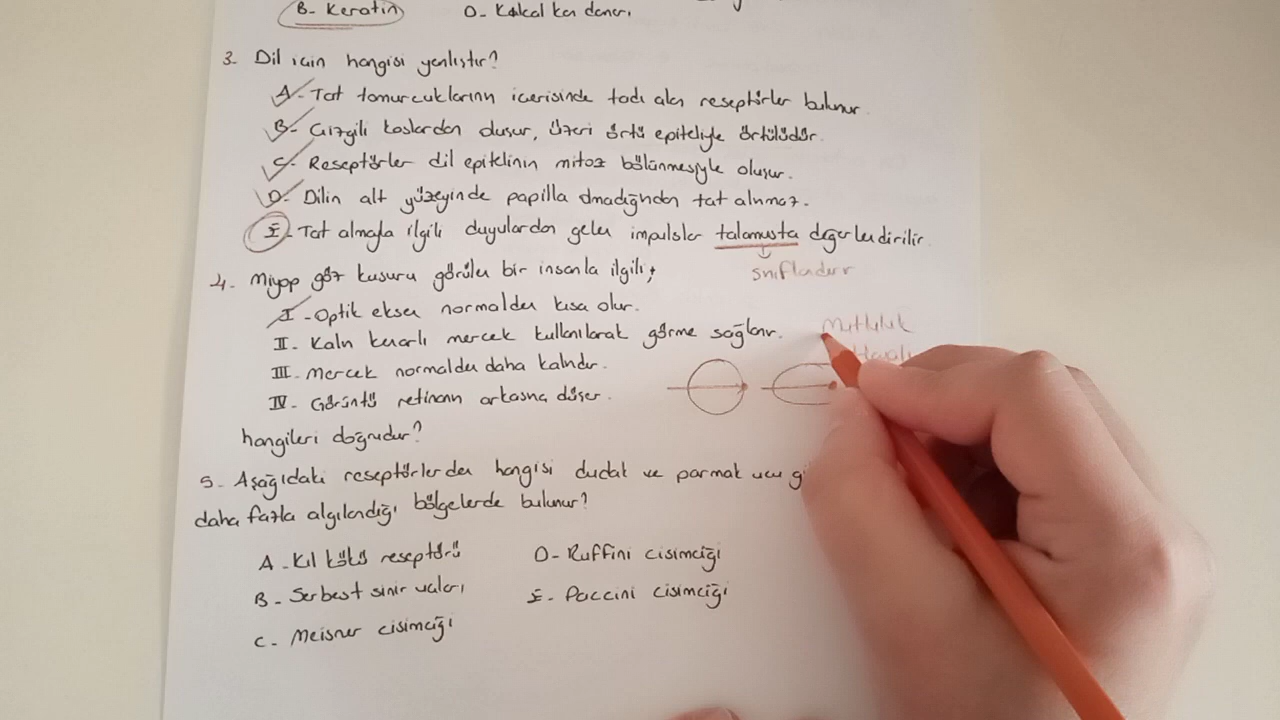 B- Keratin D-
3- Dil için hangisi yanlıştır?
A- Tat tomurcuklarının içerisinde tadı alan reseptörler bulunur.
B- Çizgili kaslardan oluşur, üzeri örtü epiteliyle örtülüdür.
C- Reseptörler dil epitelinin mitoz bölünmesiyle oluşur.
D- Dilin alt yüzeyinde papilla olmadığından tat alınmaz.
E- Tat almayla ilgili duyulardan gelen impulslar talamusta değerlendirilir.
sınıflandırır
4- Miyop göz kusuru görülen bir insanla ilgili;
I- Optik eksen normalden kısa olur.
II- Kalın kenarlı mercek kullanılarak görme sağlanır.
III- Mercek normalden daha kalındır.
IV- Görüntü retinanın arkasına düşer.
hangileri doğrudur?
5- Aşağıdaki reseptörlerden hangisi dudak ve parmak ucu
daha fazla algılandığı bölgelerde bulunur?
A- Kıl kökü reseptörü D- Ruffini cisimciği
B- Serbest sinir uçları E- Paccini cisimciği
C- Meisner cisimciği